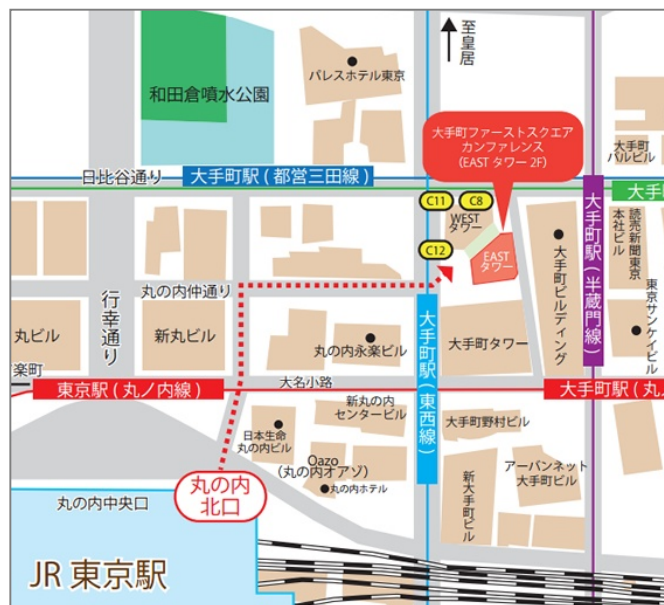 至皇居
パレスホテル東京
和田倉噴水公園
大手町ファーストスクエア
カンファレンス
(EAST タワー 2F)
大手町
パルビル
日比谷通り
大手町駅 ( 都営三田線 )
大手
C11
C8
WEST
タワー
C12
EAST
タワー
大手町ビルディング
大手町駅 ( 半蔵門線 )
読売新聞東京
本社ビル
東京サンケイビル
丸の内仲通り
行幸通り
丸ビル
新丸ビル
丸の内永楽ビル
大手町駅 ( 東西線 )
大手町タワー
楽町
東京駅 ( 丸ノ内線 )
大名小路
大手町駅 ( 丸ノ
新丸の内
センタービル
大手町野村ビル
日本生命
丸の内ビル
Oazo
(丸の内オアゾ)
丸の内ホテル
アーバンネット
大手町ビル
新大手町ビル
丸の内
北口
丸の内中央口
JR 東京駅